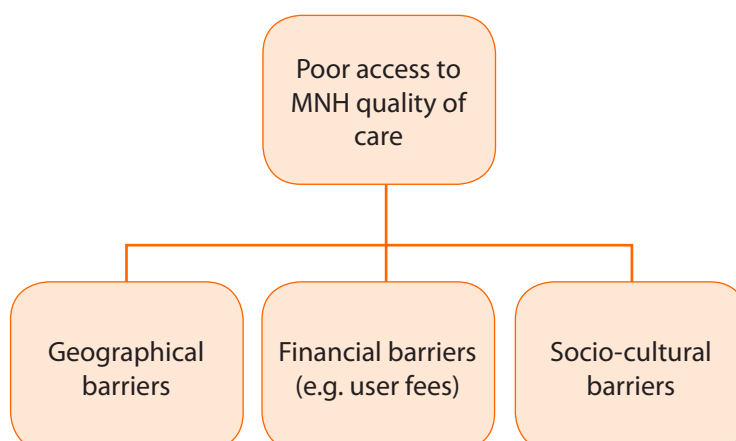 Poor access to
MNH quality of
care
Geographical
barriers
Financial barriers
(e.g. user fees)
Socio-cultural
barriers